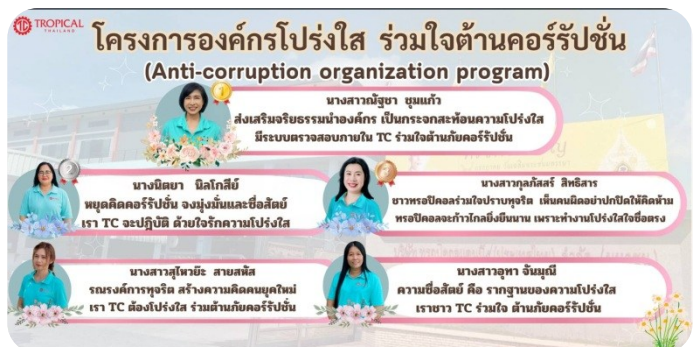 TC
TROPICAL
THAILAND
โครงการองค์กรโปร่งใส ร่วมใจต้านคอร์รัปชั่น
(Anti-corruption organization program)
1
นางสาวณัฐชา ชุมแก้ว
ส่งเสริมจริยธรรมนำองค์กร เป็นกระจกสะท้อนความโปร่งใส
มีระบบตรวจสอบภายใน TC ร่วมใจต้านภัยคอร์รัปชั่น
2
นางนิตยา นิลโกสีย์
หยุดคิดคอร์รัปชั่น จงมุ่งมั่นและซื่อสัตย์
เรา TC จะปฏิบัติ ด้วยใจรักความโปร่งใส
3
นางสาวกุลภัสสร์ สิทธิสาร
ชาวทรอปิคอลร่วมใจปราบทุจริต เห็นคนผิดอย่าปกปิดให้คิดห้าม
ทรอปิคอลจะก้าวไกลยั่งยืนนาน เพราะทำงานโปร่งใสใจซื่อตรง
นางสาวสุไหวย๊ะ สายสหัส
รณรงค์การทุจริต สร้างความคิดคนยุคใหม่
เรา TC ต้องโปร่งใส ร่วมต้านภัยคอร์รัปชั่น
นางสาวอุทา จันมุณี
ความซื่อสัตย์ คือ รากฐานของความโปร่งใส
เราชาว TC ร่วมใจ ต้านภัยคอร์รัปชั่น